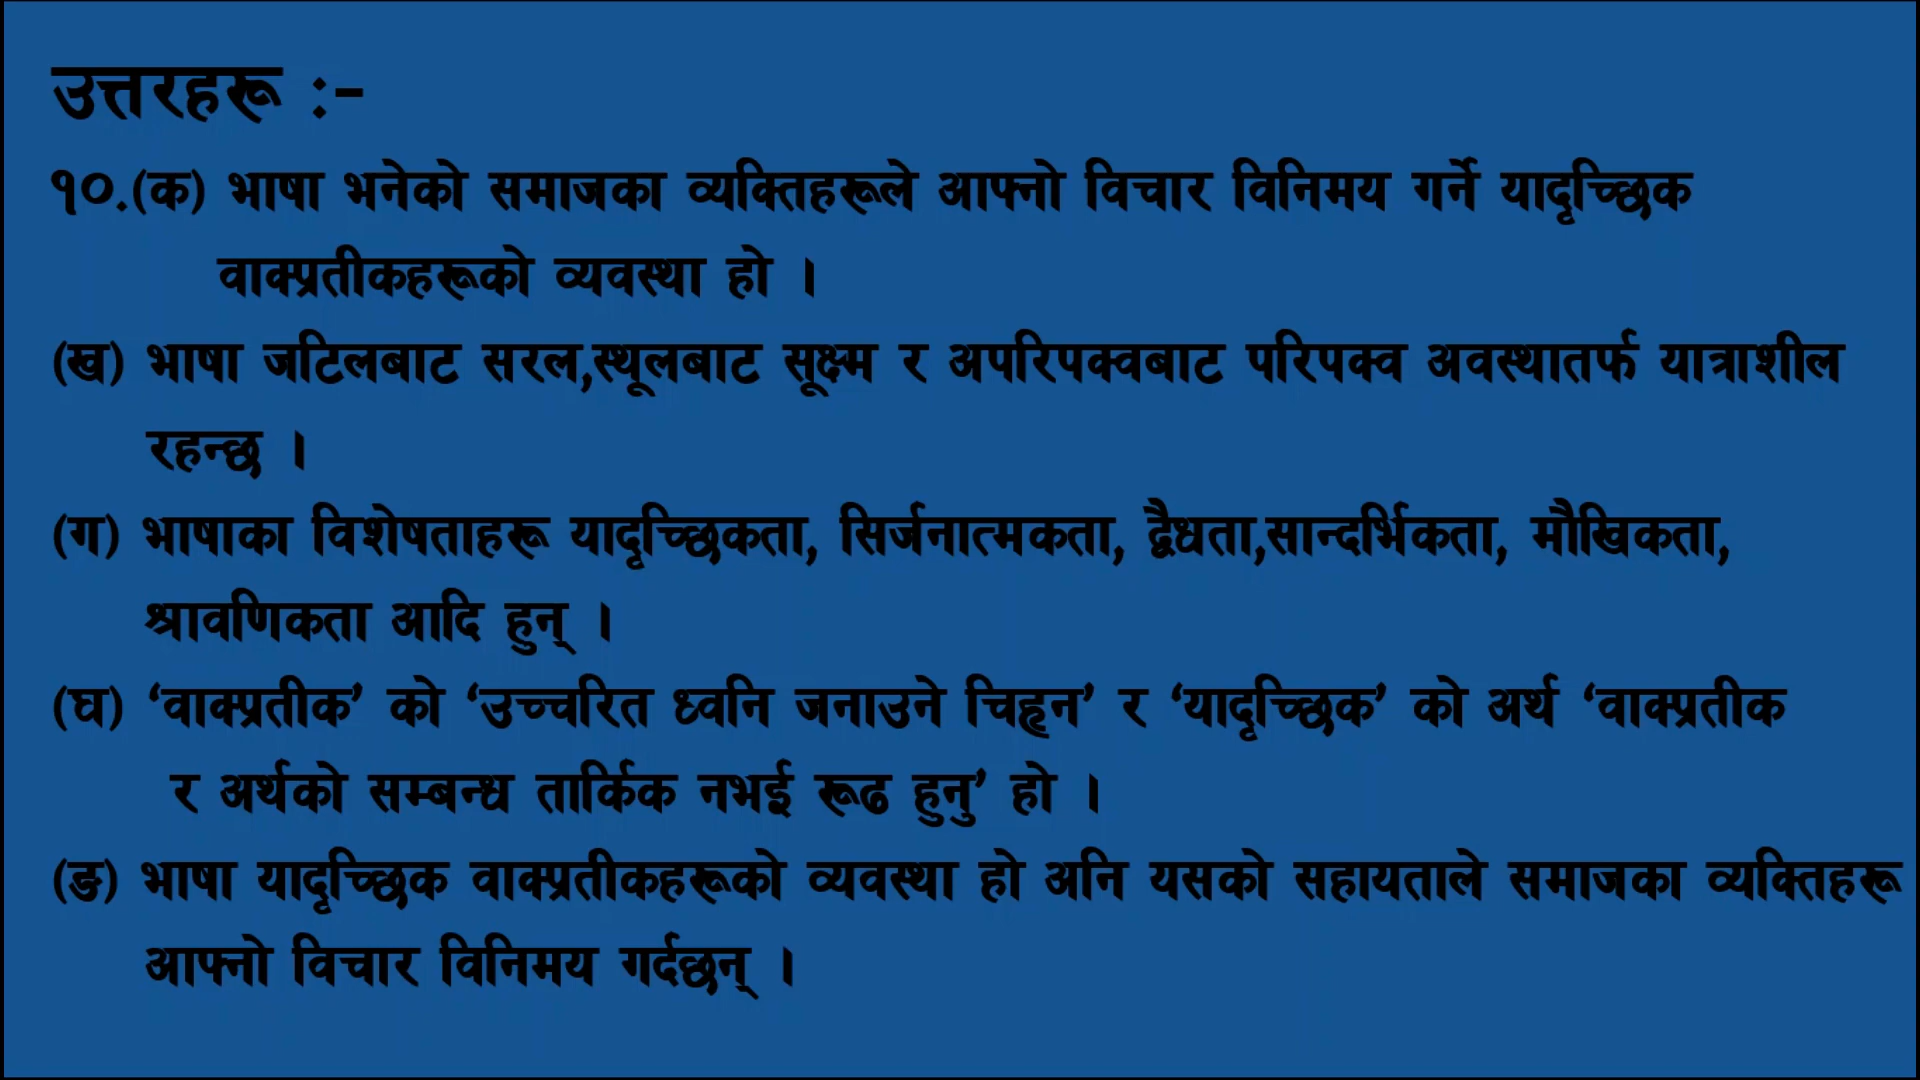 उत्तरहरू :-
१०.(क) भाषा भनेको समाजका व्यक्तिहरूले आफ्नो विचार विनिमय गर्ने यादृच्छिक
वाक्प्रतीकहरूको व्यवस्था हो ।
(ख) भाषा जटिलबाट सरल,स्थूलबाट सूक्ष्म र अपरिपक्वबाट परिपक्व अवस्थातर्फ यात्राशील
रहन्छ ।
(ग) भाषाका विशेषताहरू यादृच्छिकता, सिर्जनात्मकता, द्वैधता,सान्दर्भिकता, मौखिकता,
श्रावणिकता आदि हुन् ।
(घ) ‘वाक्प्रतीक’ को ‘उच्चरित ध्वनि जनाउने चिह्न’ र ‘यादृच्छिक’ को अर्थ ‘वाक्प्रतीक
र अर्थको सम्बन्ध तार्किक नभई रूढ हुनु’ हो ।
(ङ) भाषा यादृच्छिक वाक्प्रतीकहरूको व्यवस्था हो अनि यसको सहायताले समाजका व्यक्तिहरू
आफ्नो विचार विनिमय गर्दछन् ।